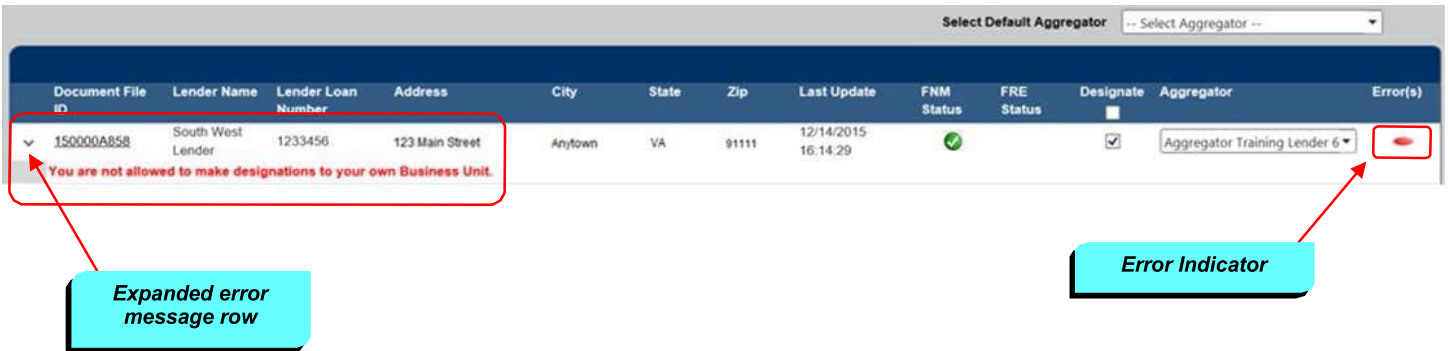 Select Default Aggregator -- Select Aggregator --
Document File Lender Name Lender Loan Address City State Zip Last Update FNM FRE Designate Aggregator Error(s)
ID Number Status Status
150000A858 South West Lender 1233456 123 Main Street Anytown VA 91111 12/14/2015 16:14:29 Aggregator Training Lender 6
You are not allowed to make designations to your own Business Unit.
Error Indicator
Expanded error
message row